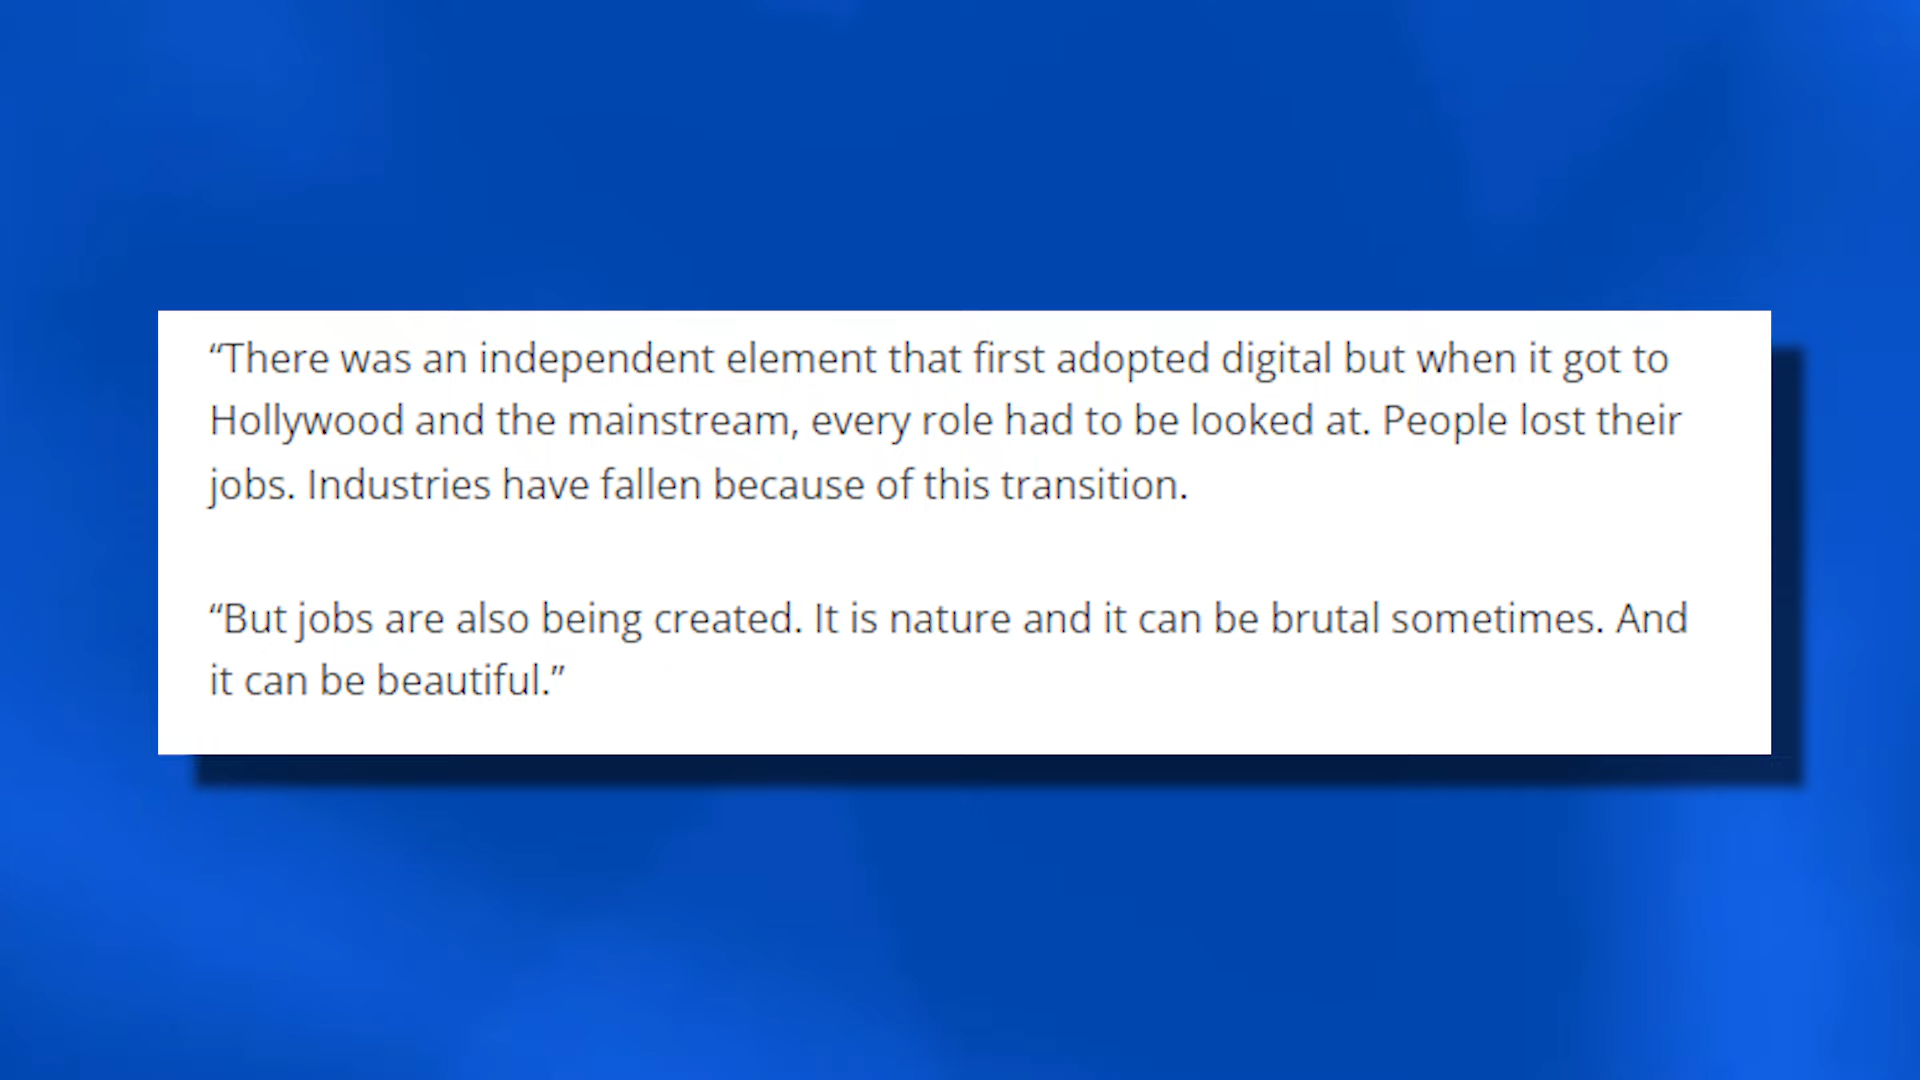 “There was an independent element that first adopted digital but when it got to
Hollywood and the mainstream, every role had to be looked at. People lost their
jobs. Industries have fallen because of this transition.
“But jobs are also being created. It is nature and it can be brutal sometimes. And
it can be beautiful.”